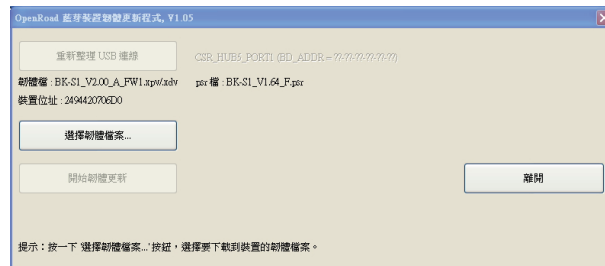 OpenRoad 藍芽裝置韌體更新程式, V1.05
重新整理 USB 連線
CSR_HUB5_PORT1 (BD_ADDR = ??-??-??-??-??-??)
韌體檔 : BK-S1_V2.00_A_FW1.xpv/.xdv psr 檔 : BK-S1_V1.64_F.psr
裝置位址 : 2494420706D0
選擇韌體檔案...
開始韌體更新
離開
提示：按一下 '選擇韌體檔案...' 按鈕，選擇要下載到裝置的韌體檔案。